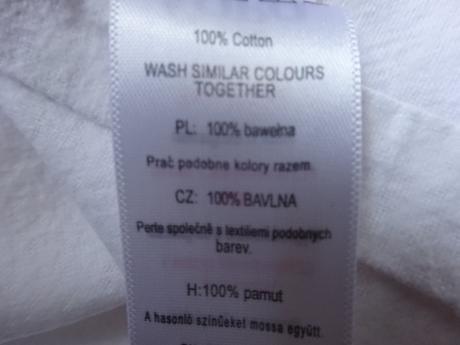 100% Cotton
WASH SIMILAR COLOURS
TOGETHER
PL: 100% bawełna
Prać podobne kolory razem.
CZ: 100% BAVLNA
Perte společně s textiliemi podobných
barev.
H:100% pamut
A hasonló színűeket mossa együtt.